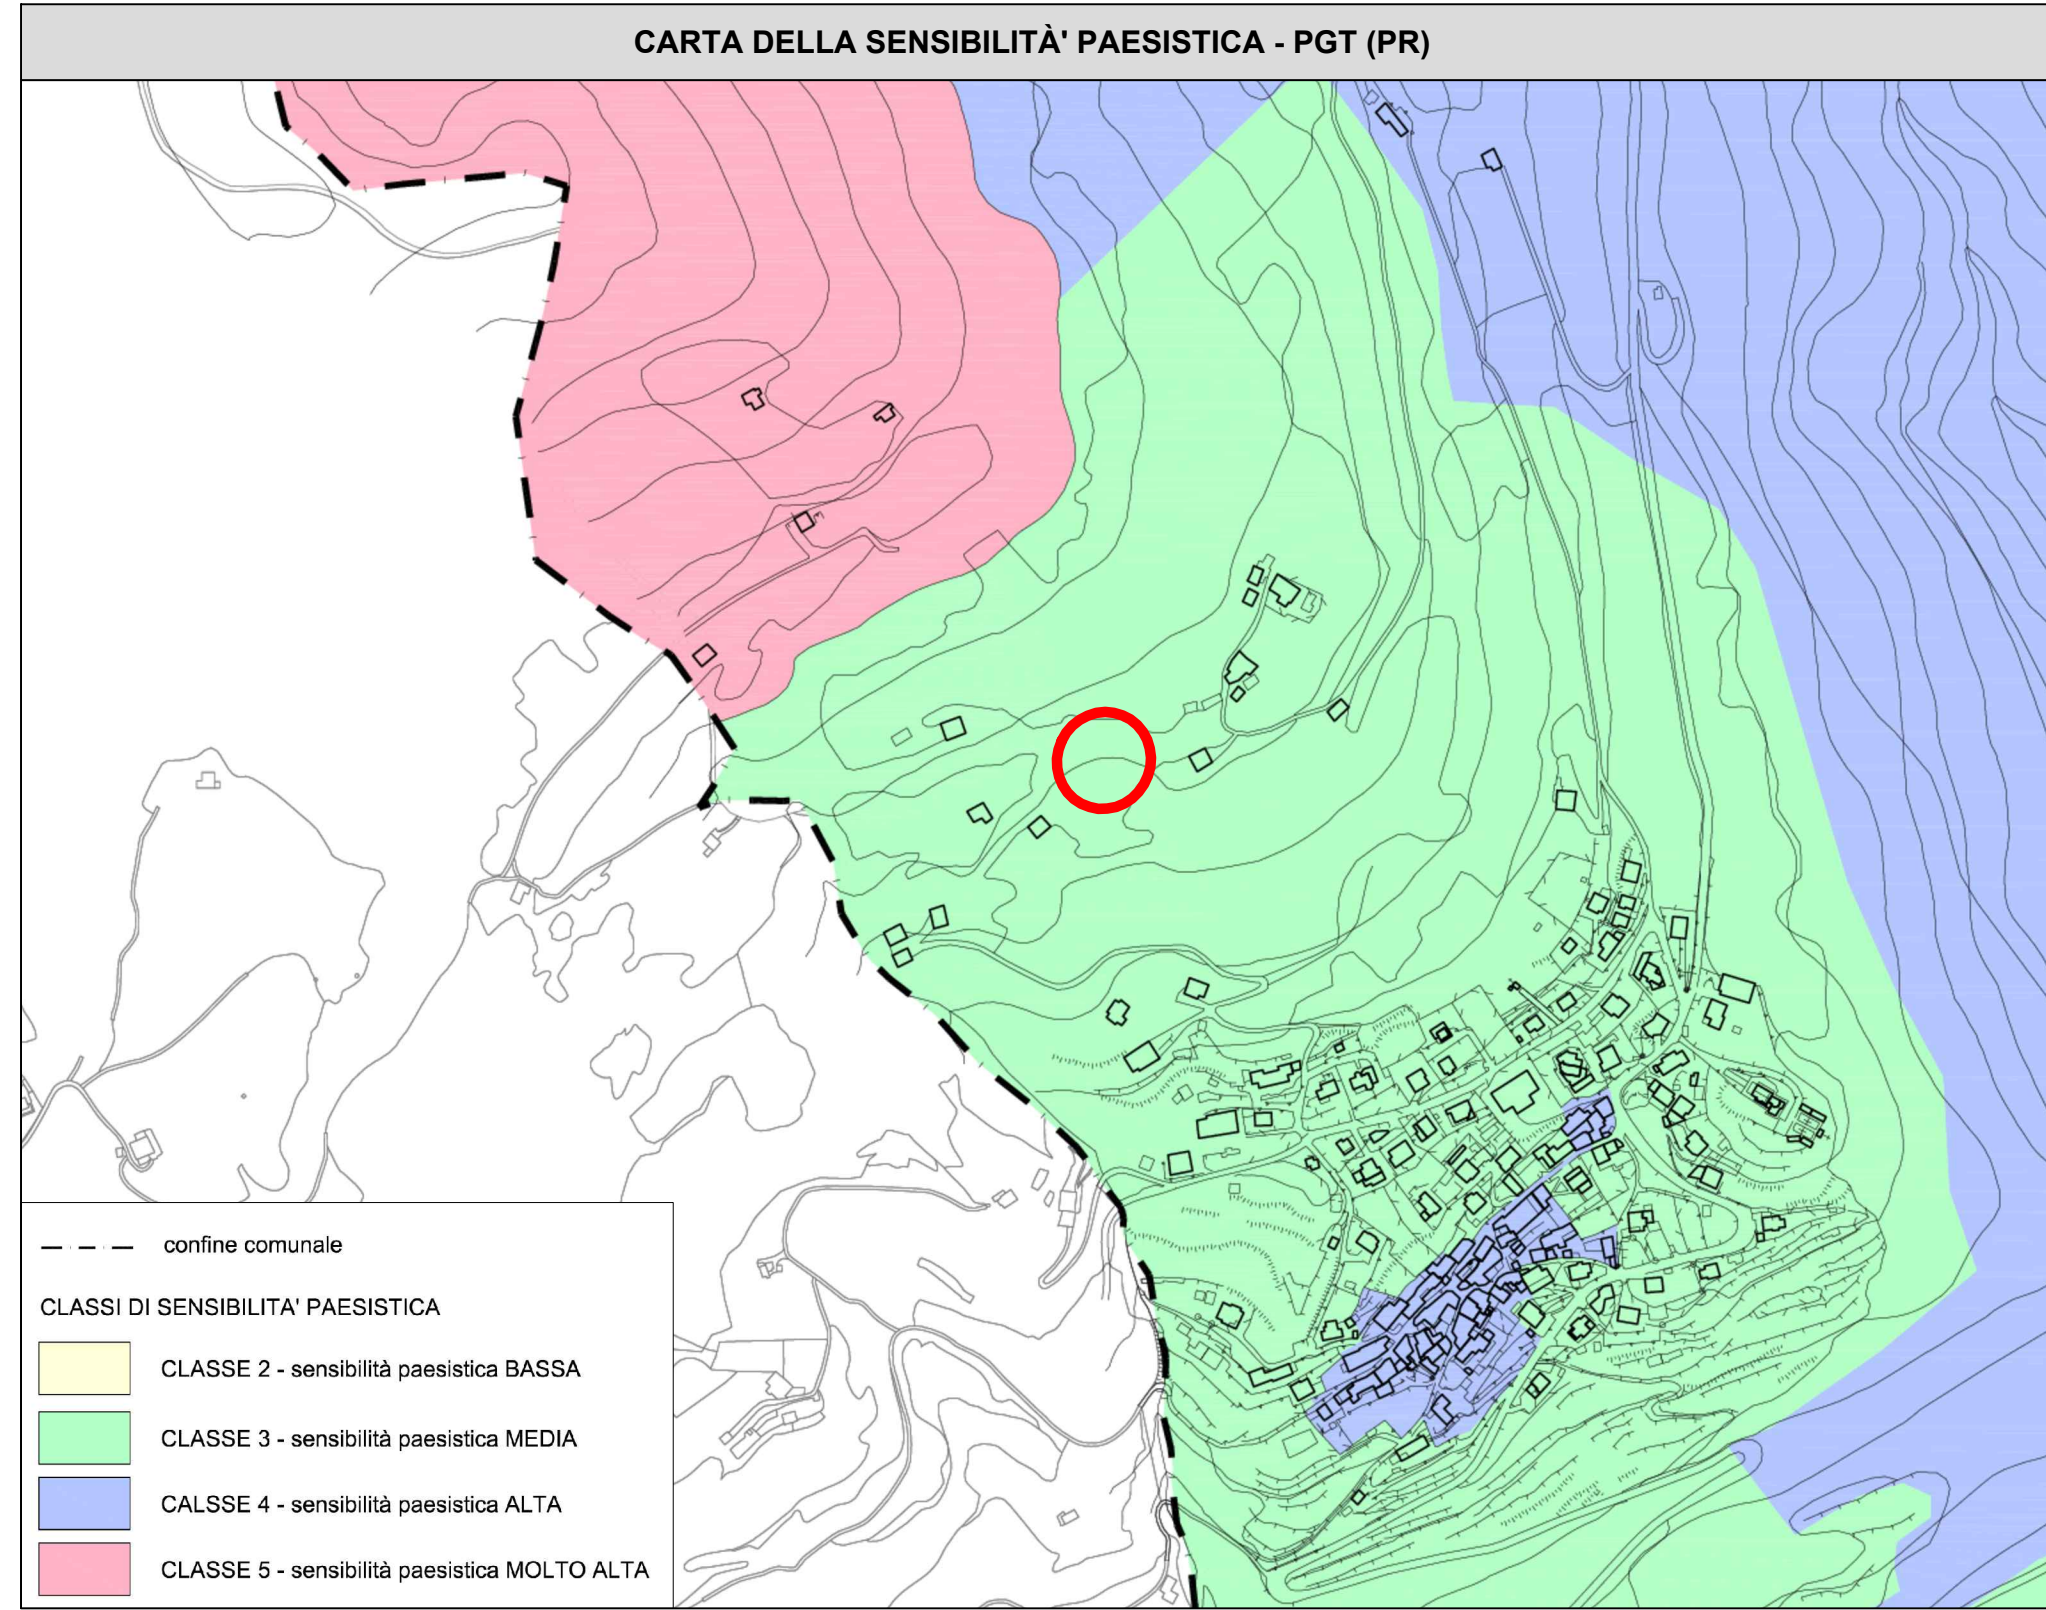 CARTA DELLA SENSIBILITÀ' PAESISTICA - PGT (PR)
confine comunale
CLASSI DI SENSIBILITA' PAESISTICA
CLASSE 2 - sensibilità paesistica BASSA
CLASSE 3 - sensibilità paesistica MEDIA
CALSSE 4 - sensibilità paesistica ALTA
CLASSE 5 - sensibilità paesistica MOLTO ALTA